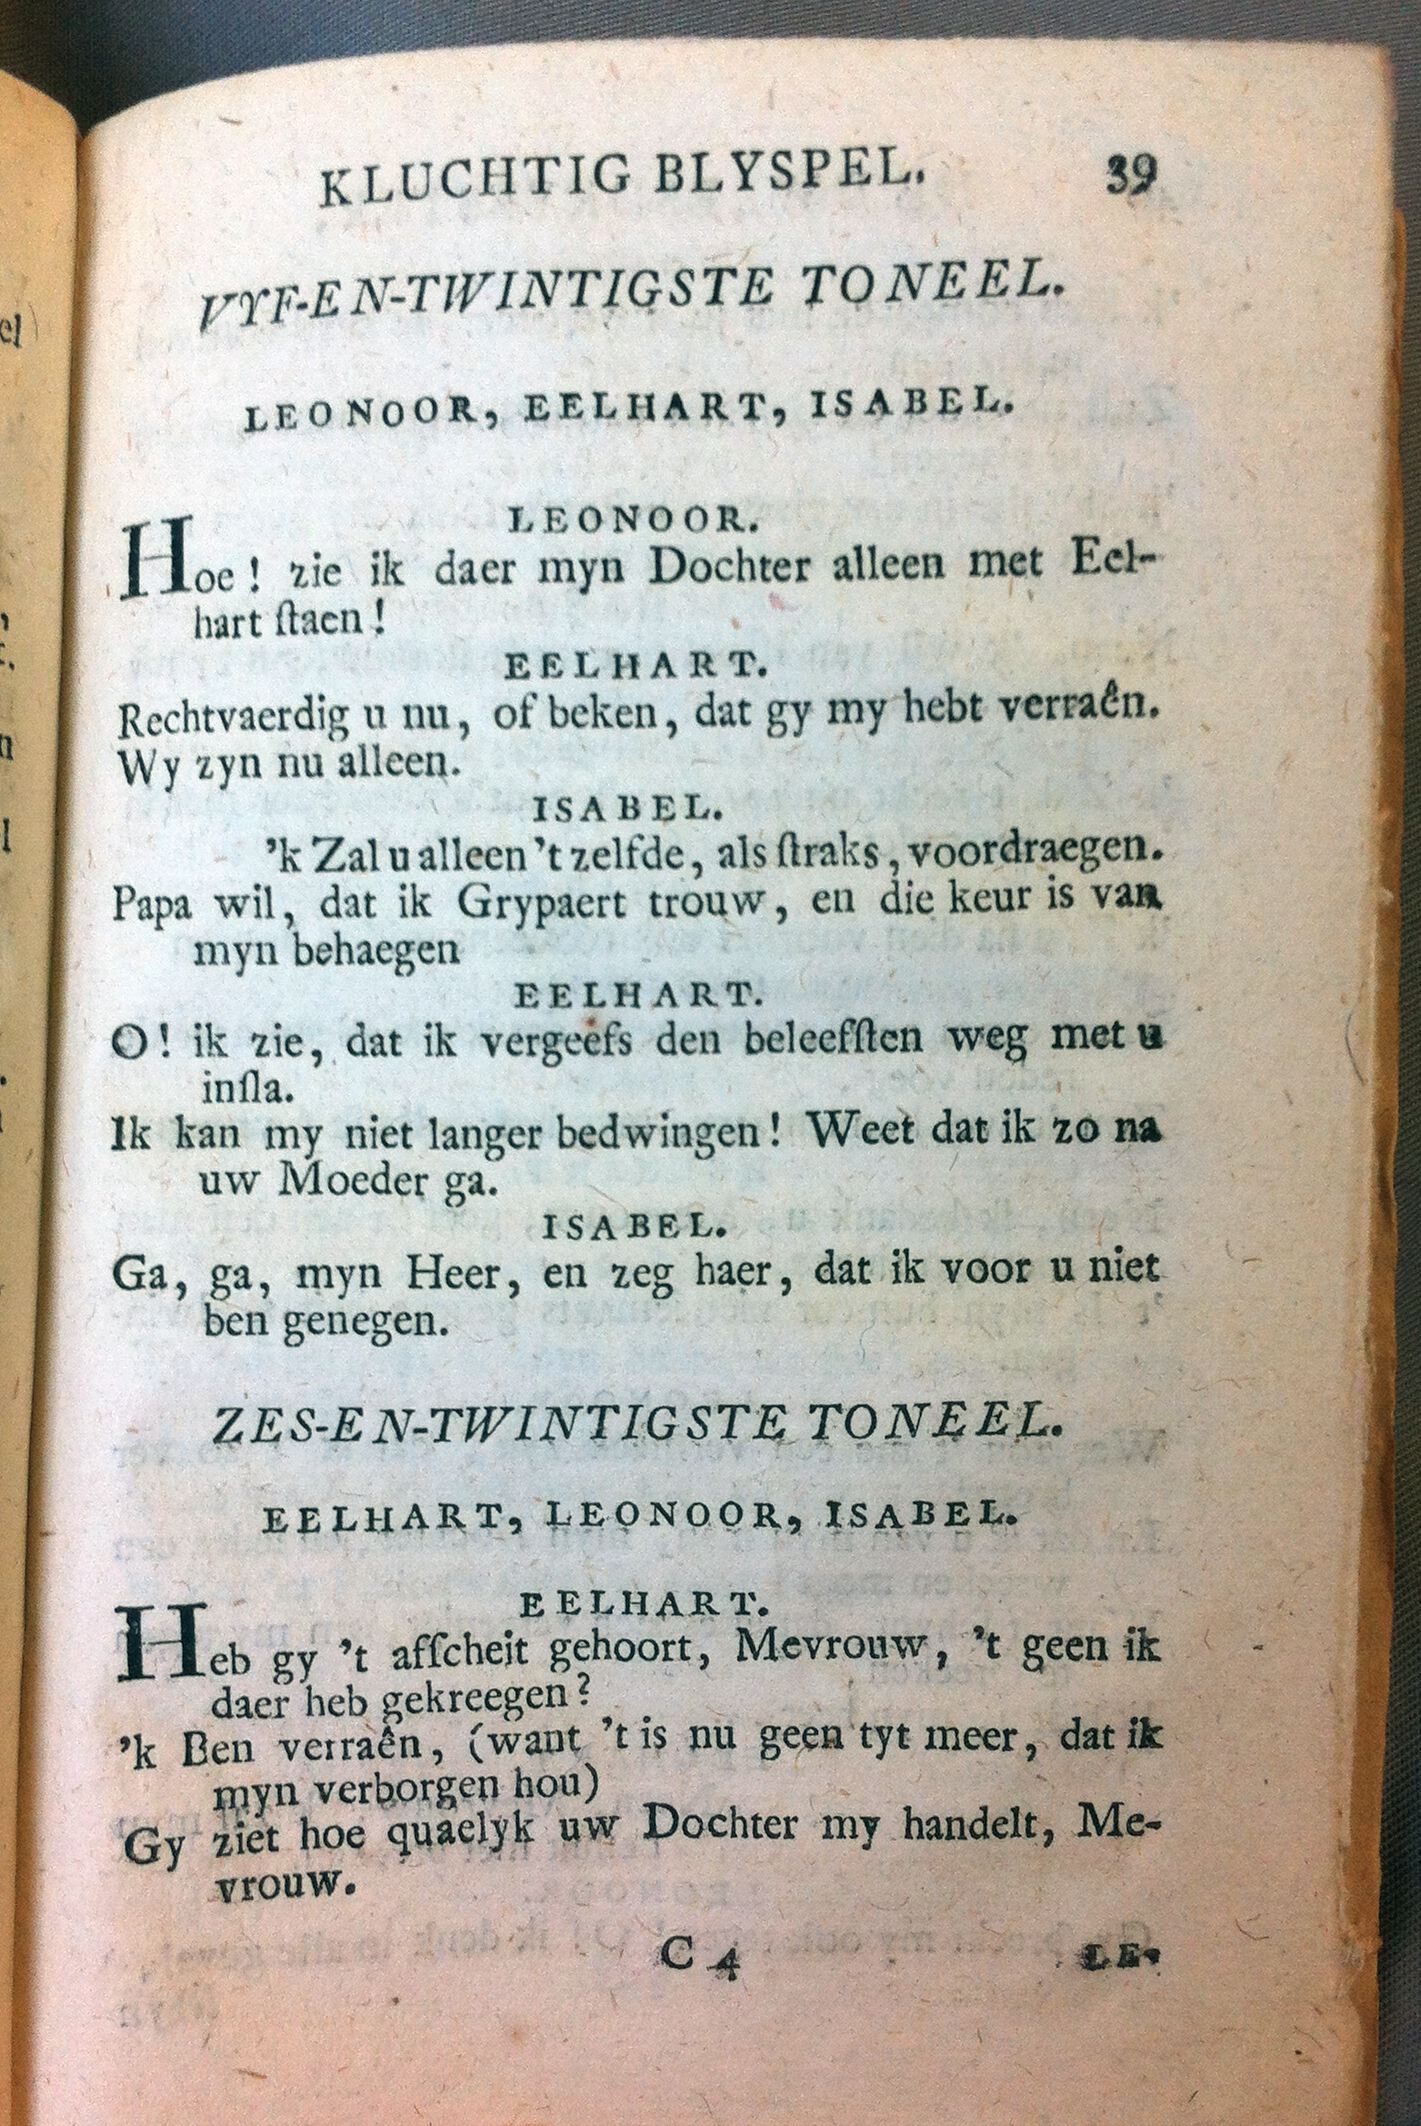 KLUCHTIG BLYSPEL. 39
VYF-EN-TWINTIGSTE TONEEL.
LEONOOR, EELHART, ISABEL.
LEONOOR.
Hoe! zie ik daer myn Dochter alleen met Eel-
hart ſtaen!
EELHART.
Rechtvaerdig u nu, of beken, dat gy my hebt verraên.
Wy zyn nu alleen.
ISABEL.
'k Zal u alleen 't zelfde, als ſtraks, voordraegen.
Papa wil, dat ik Grypaert trouw, en die keur is van
myn behaegen
EELHART.
O! ik zie, dat ik vergeefs den beleefſten weg met u
inſla.
Ik kan my niet langer bedwingen! Weet dat ik zo na
uw Moeder ga.
ISABEL.
Ga, ga, myn Heer, en zeg haer, dat ik voor u niet
ben genegen.
ZES-EN-TWINTIGSTE TONEEL.
EELHART, LEONOOR, ISABEL.
EELHART.
Heb gy 't afſcheit gehoort, Mevrouw, 't geen ik
daer heb gekreegen?
'k Ben verraên, (want 't is nu geen tyt meer, dat ik
myn verborgen hou)
Gy ziet hoe quaelyk uw Dochter my handelt, Me-
vrouw.
C 4 LE-